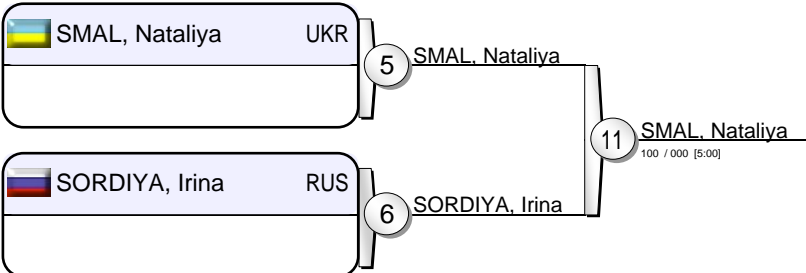 SMAL, Nataliya UKR
5 SMAL, Nataliya
11 SMAL, Nataliya
100 / 000 [5:00]
SORDIYA, Irina RUS
6 SORDIYA, Irina